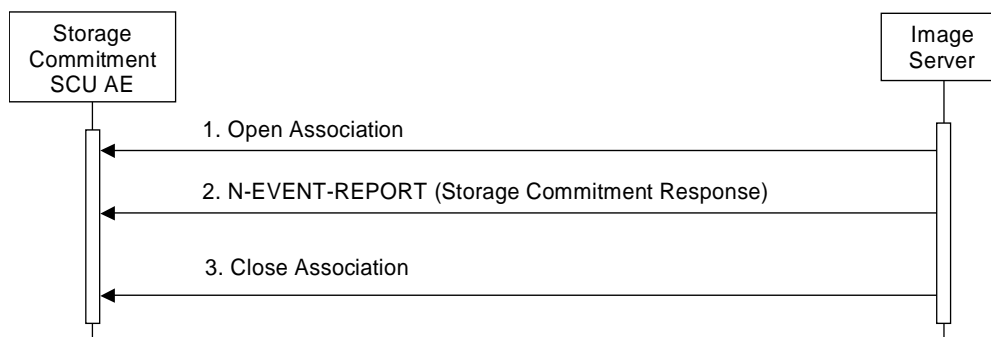 Storage
Commitment
SCU AE
Image
Server
1. Open Association
2. N-EVENT-REPORT (Storage Commitment Response)
3. Close Association